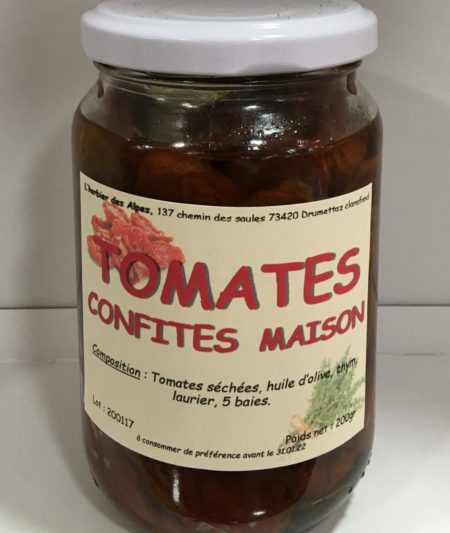 L'herbier des Alpes, 137 chemin des saules 73420 Drumettaz clarafond
TOMATES
CONFITES MAISON
Composition : Tomates séchées, huile d'olive, thym,
laurier, 5 baies.
Lot : 200117
Poids net : 200gr
à consommer de préférence avant le 31.01.22